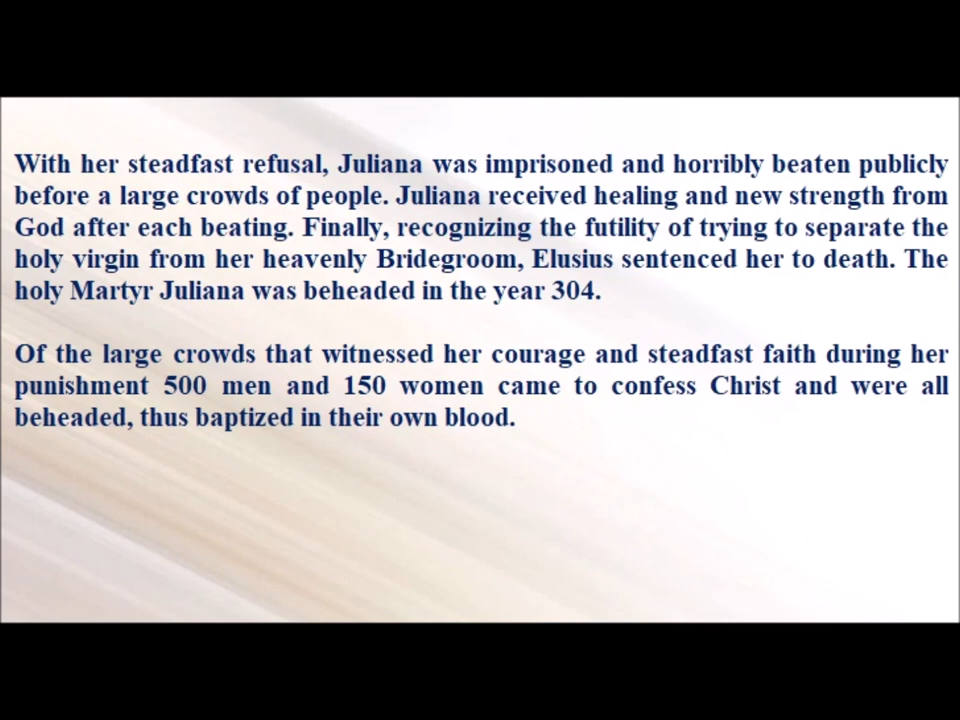 With her steadfast refusal, Juliana was imprisoned and horribly beaten publicly
before a large crowds of people. Juliana received healing and new strength from
God after each beating. Finally, recognizing the futility of trying to separate the
holy virgin from her heavenly Bridegroom, Elusius sentenced her to death. The
holy Martyr Juliana was beheaded in the year 304.
Of the large crowds that witnessed her courage and steadfast faith during her
punishment 500 men and 150 women came to confess Christ and were all
beheaded, thus baptized in their own blood.